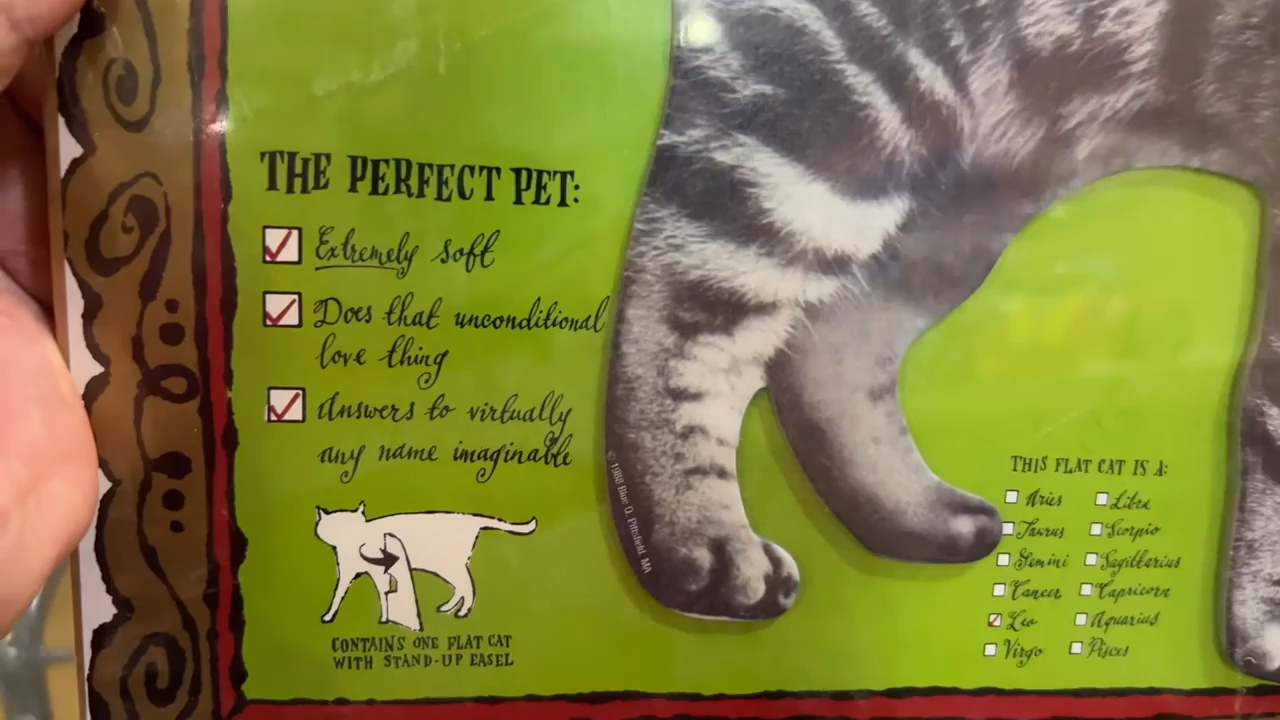 THE PERFECT PET:
Extremely soft
Does that unconditional
love thing
Answers to virtually
any name imaginable
CONTAINS ONE FLAT CAT
WITH STAND-UP EASEL
© 1988 Blue Q, Pittsfield, MA
THIS FLAT CAT IS A:
Aries
Taurus
Gemini
Cancer
Leo
Virgo
Libra
Scorpio
Sagittarius
Capricorn
Aquarius
Pisces